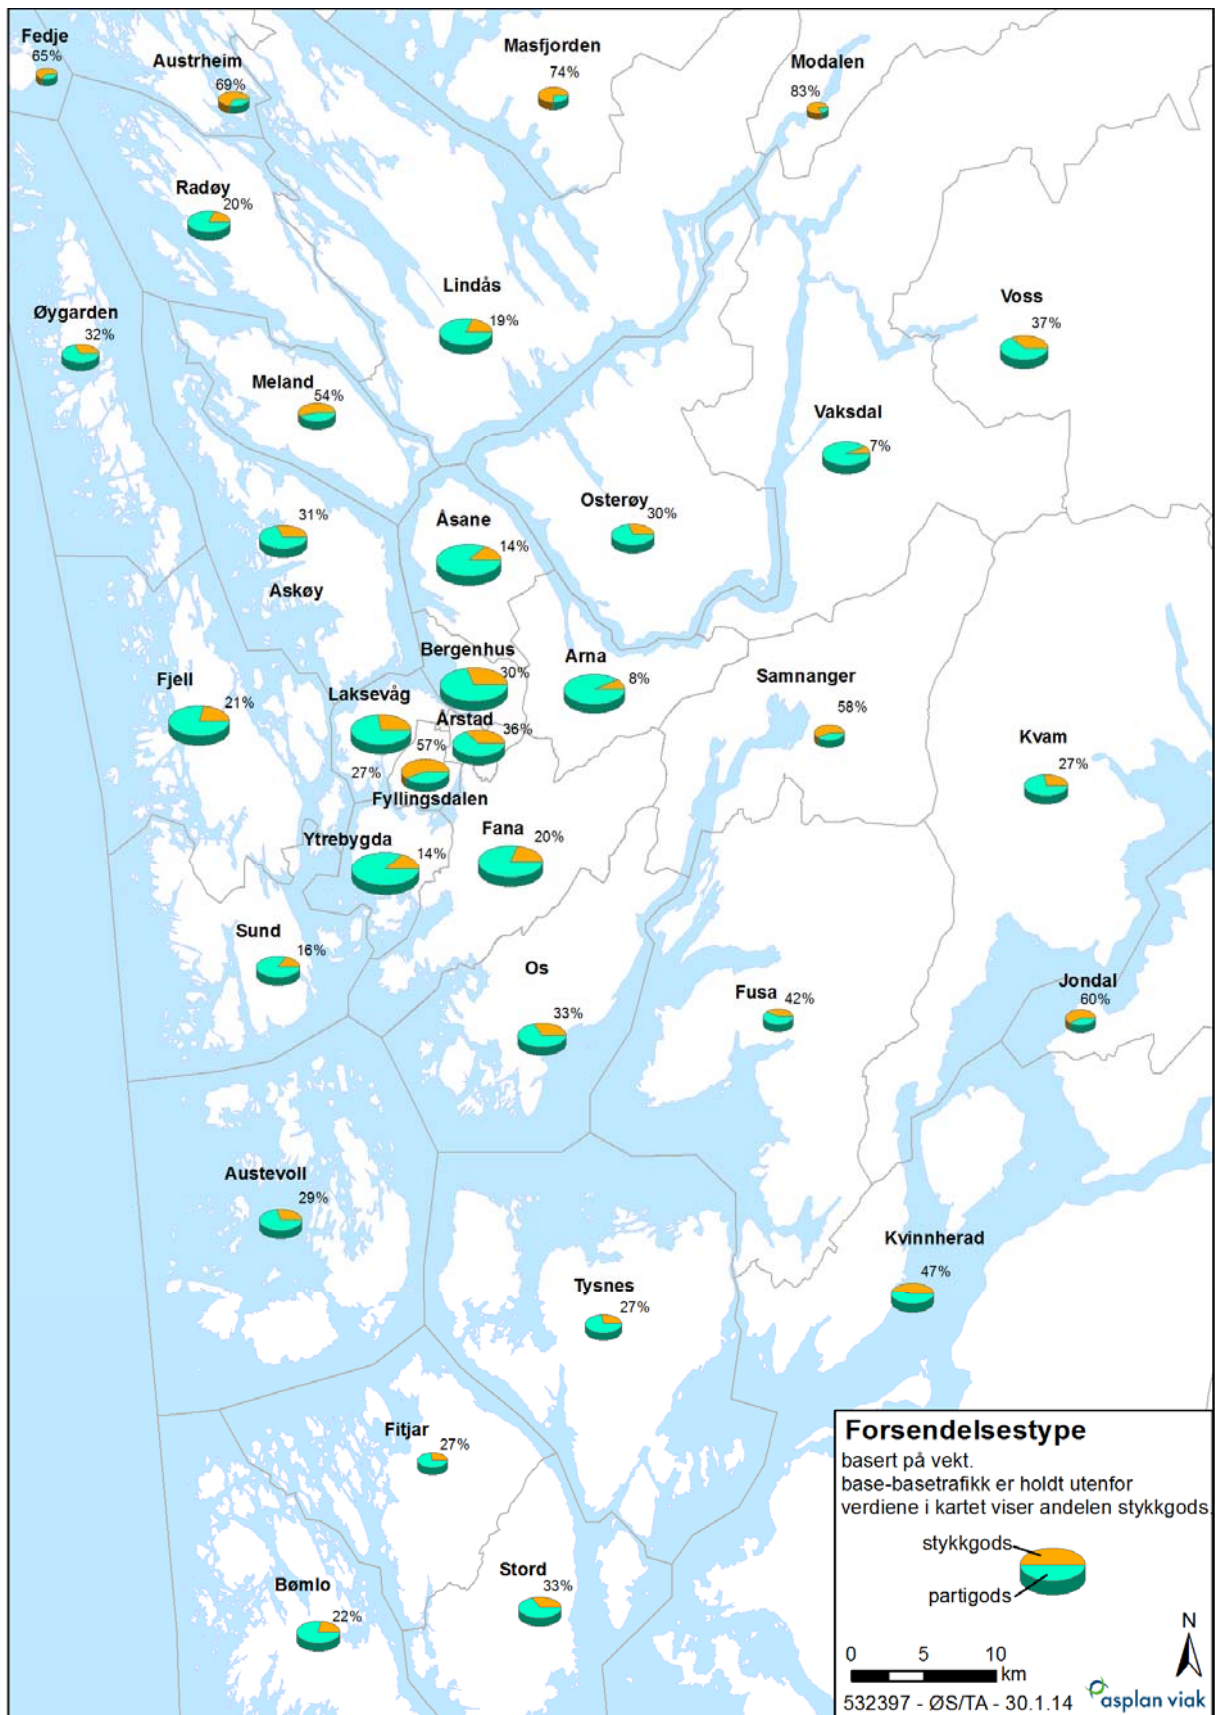 Fedje
65%
Austrheim
69%
Masfjorden
74%
Modalen
83%
Radøy
20%
Lindås
19%
Øygarden
32%
Voss
37%
Meland
54%
Vaksdal
7%
Osterøy
30%
Åsane
14%
31%
Askøy
Bergenhus
30%
Arna
8%
Samnanger
58%
Fjell
21%
Laksevåg
27%
Årstad
36%
57%
Fyllingsdalen
Kvam
27%
Ytrebygda
14%
Fana
20%
Sund
16%
Os
33%
Fusa
42%
Jondal
60%
Austevoll
29%
Kvinnherad
47%
Tysnes
27%
Fitjar
27%
Stord
33%
Bømlo
22%
Forsendelsestype
basert på vekt.
base-basetrafikk er holdt utenfor
verdiene i kartet viser andelen stykkgods.
stykkgods
partigods
N
0 5 10
km
532397 - ØS/TA - 30.1.14
asplan viak